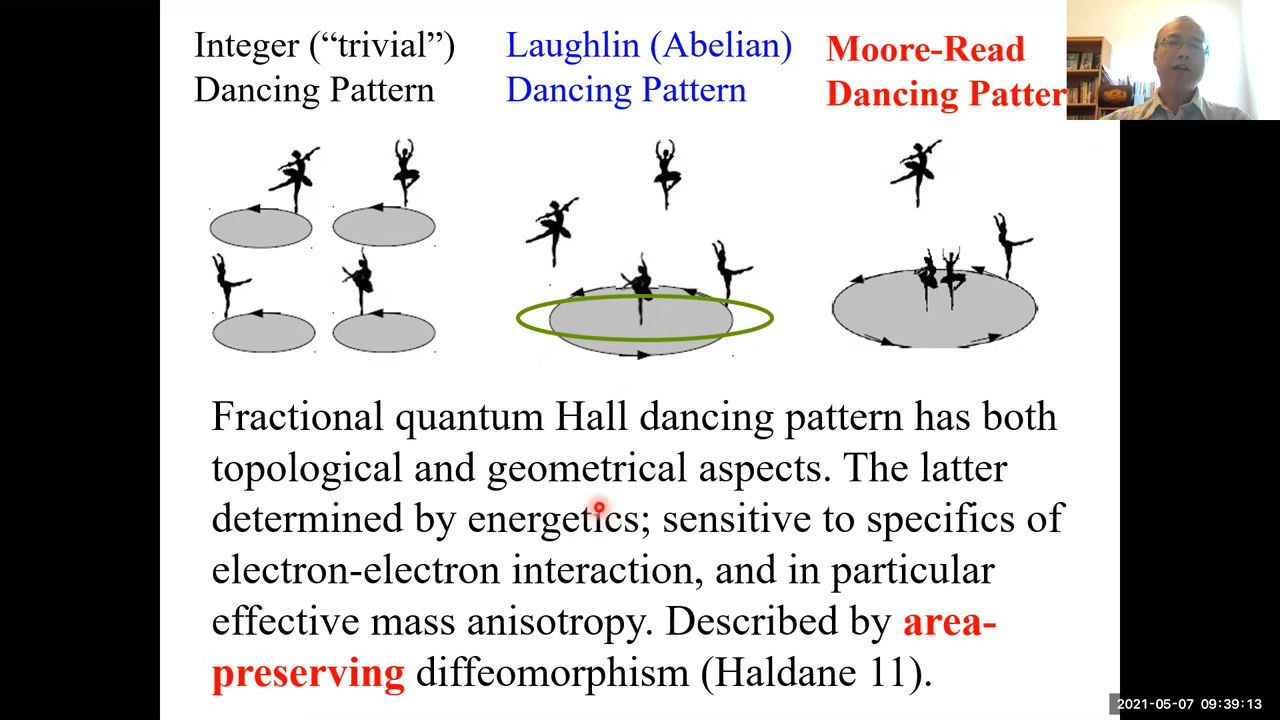 Integer (“trivial”)
Dancing Pattern
Laughlin (Abelian)
Dancing Pattern
Moore-Read
Dancing Patter
Fractional quantum Hall dancing pattern has both
topological and geometrical aspects. The latter
determined by energetics; sensitive to specifics of
electron-electron interaction, and in particular
effective mass anisotropy. Described by area-
preserving diffeomorphism (Haldane 11).
2021-05-07 09:39:13